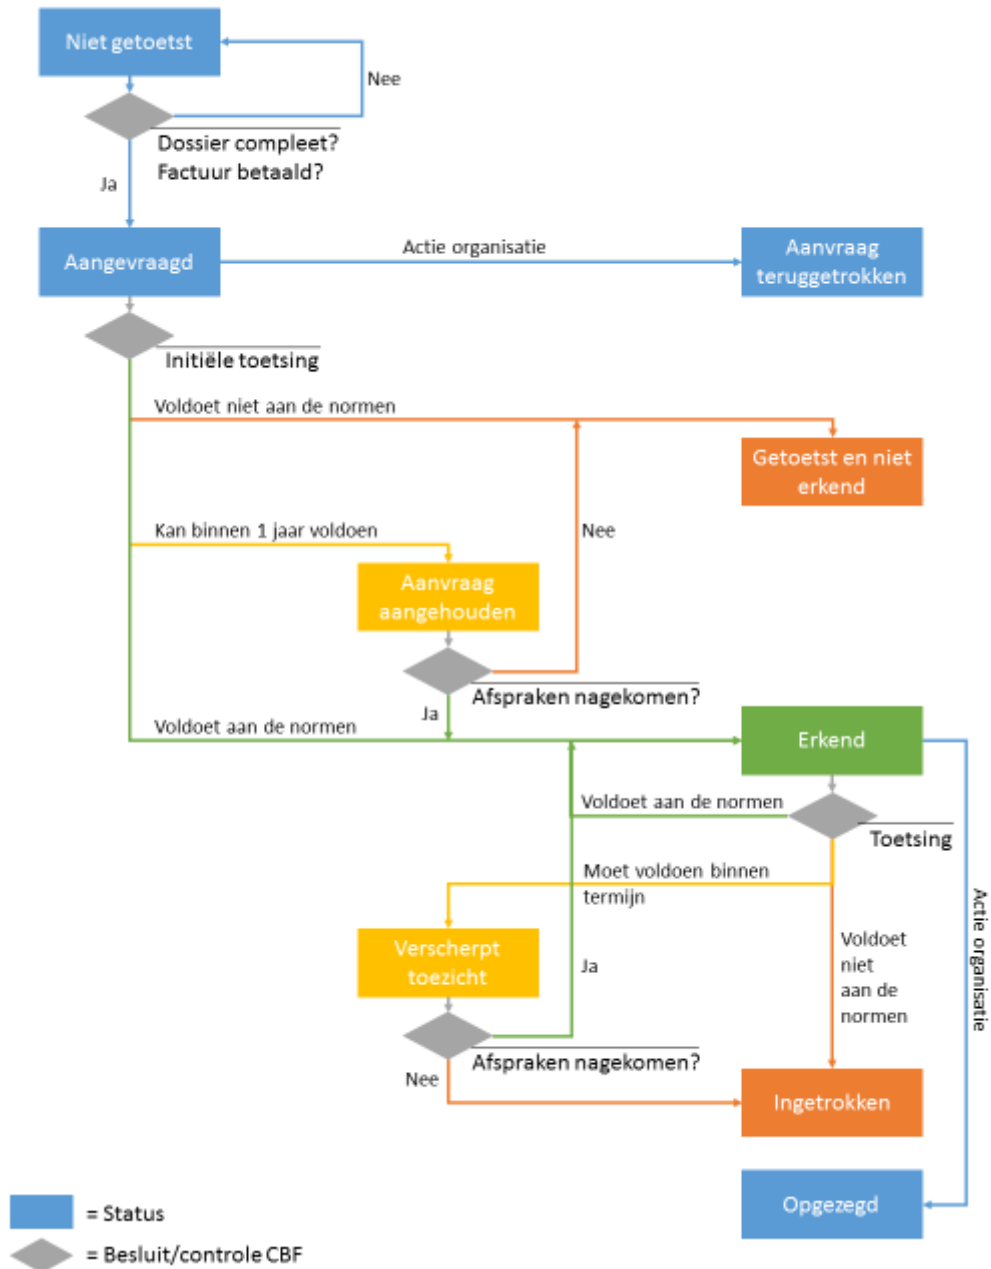 Niet getoetst
Nee
Dossier compleet?
Factuur betaald?
Ja
Aangevraagd
Actie organisatie
Aanvraag
teruggetrokken
Initiële toetsing
Voldoet niet aan de normen
Getoetst en niet
erkend
Kan binnen 1 jaar voldoen
Nee
Aanvraag
aangehouden
Afspraken nagekomen?
Ja
Voldoet aan de normen
Erkend
Voldoet aan de normen
Toetsing
Moet voldoen binnen
termijn
Actie organisatie
Verscherpt
toezicht
Ja
Voldoet
niet
aan de
normen
Afspraken nagekomen?
Nee
Ingetrokken
Opgezegd
= Status
= Besluit/controle CBF